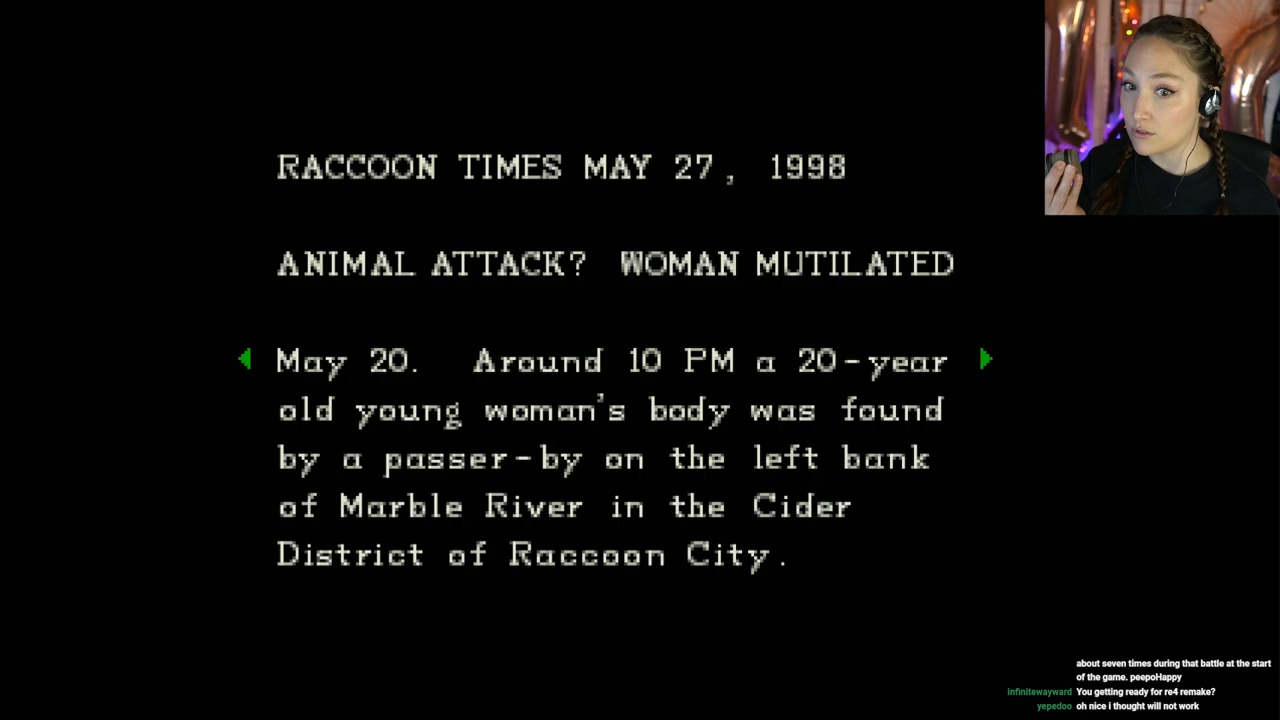 RACCOON TIMES MAY 27, 1998
ANIMAL ATTACK? WOMAN MUTILATED
May 20. Around 10 PM a 20-year
old young woman's body was found
by a passer-by on the left bank
of Marble River in the Cider
District of Raccoon City.
about seven times during that battle at the start
of the game. peepoHappy
infinitewayward You getting ready for re4 remake?
yepedoo oh nice i thought will not work